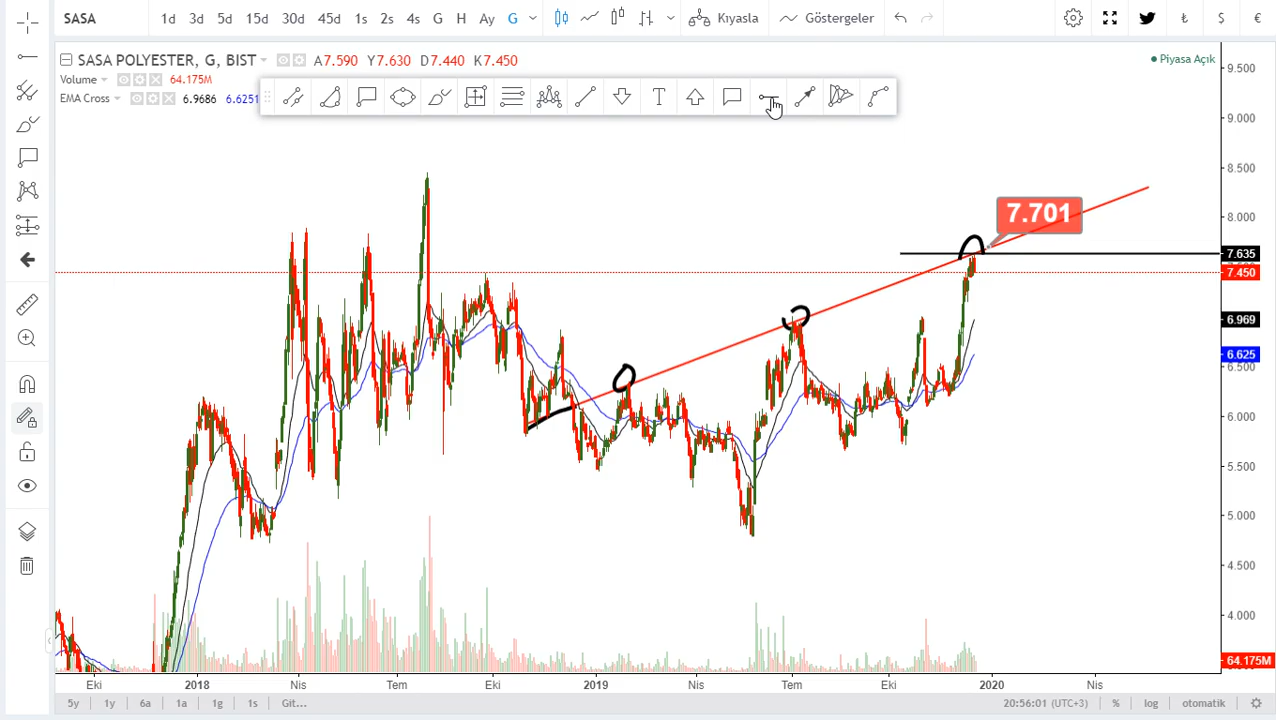 SASA 1d 3d 5d 15d 30d 45d 1s 2s 4s G H Ay G Kıyasla Göstergeler ₺ $ €
SASA POLYESTER, G, BIST A7.590 Y7.630 D7.440 K7.450
Piyasa Açık
Volume 64.175M
EMA Cross 6.9686 6.6251
T
7.701
9.500
9.000
8.500
8.000
7.635
7.450
6.969
6.625
6.500
6.000
5.500
5.000
4.500
4.000
64.175M
Eki 2018 Nis Tem Eki 2019 Nis Tem Eki 2020 Nis
5y 1y 6a 1a 1g 1s Git... 20:56:01 (UTC+3) % log otomatik